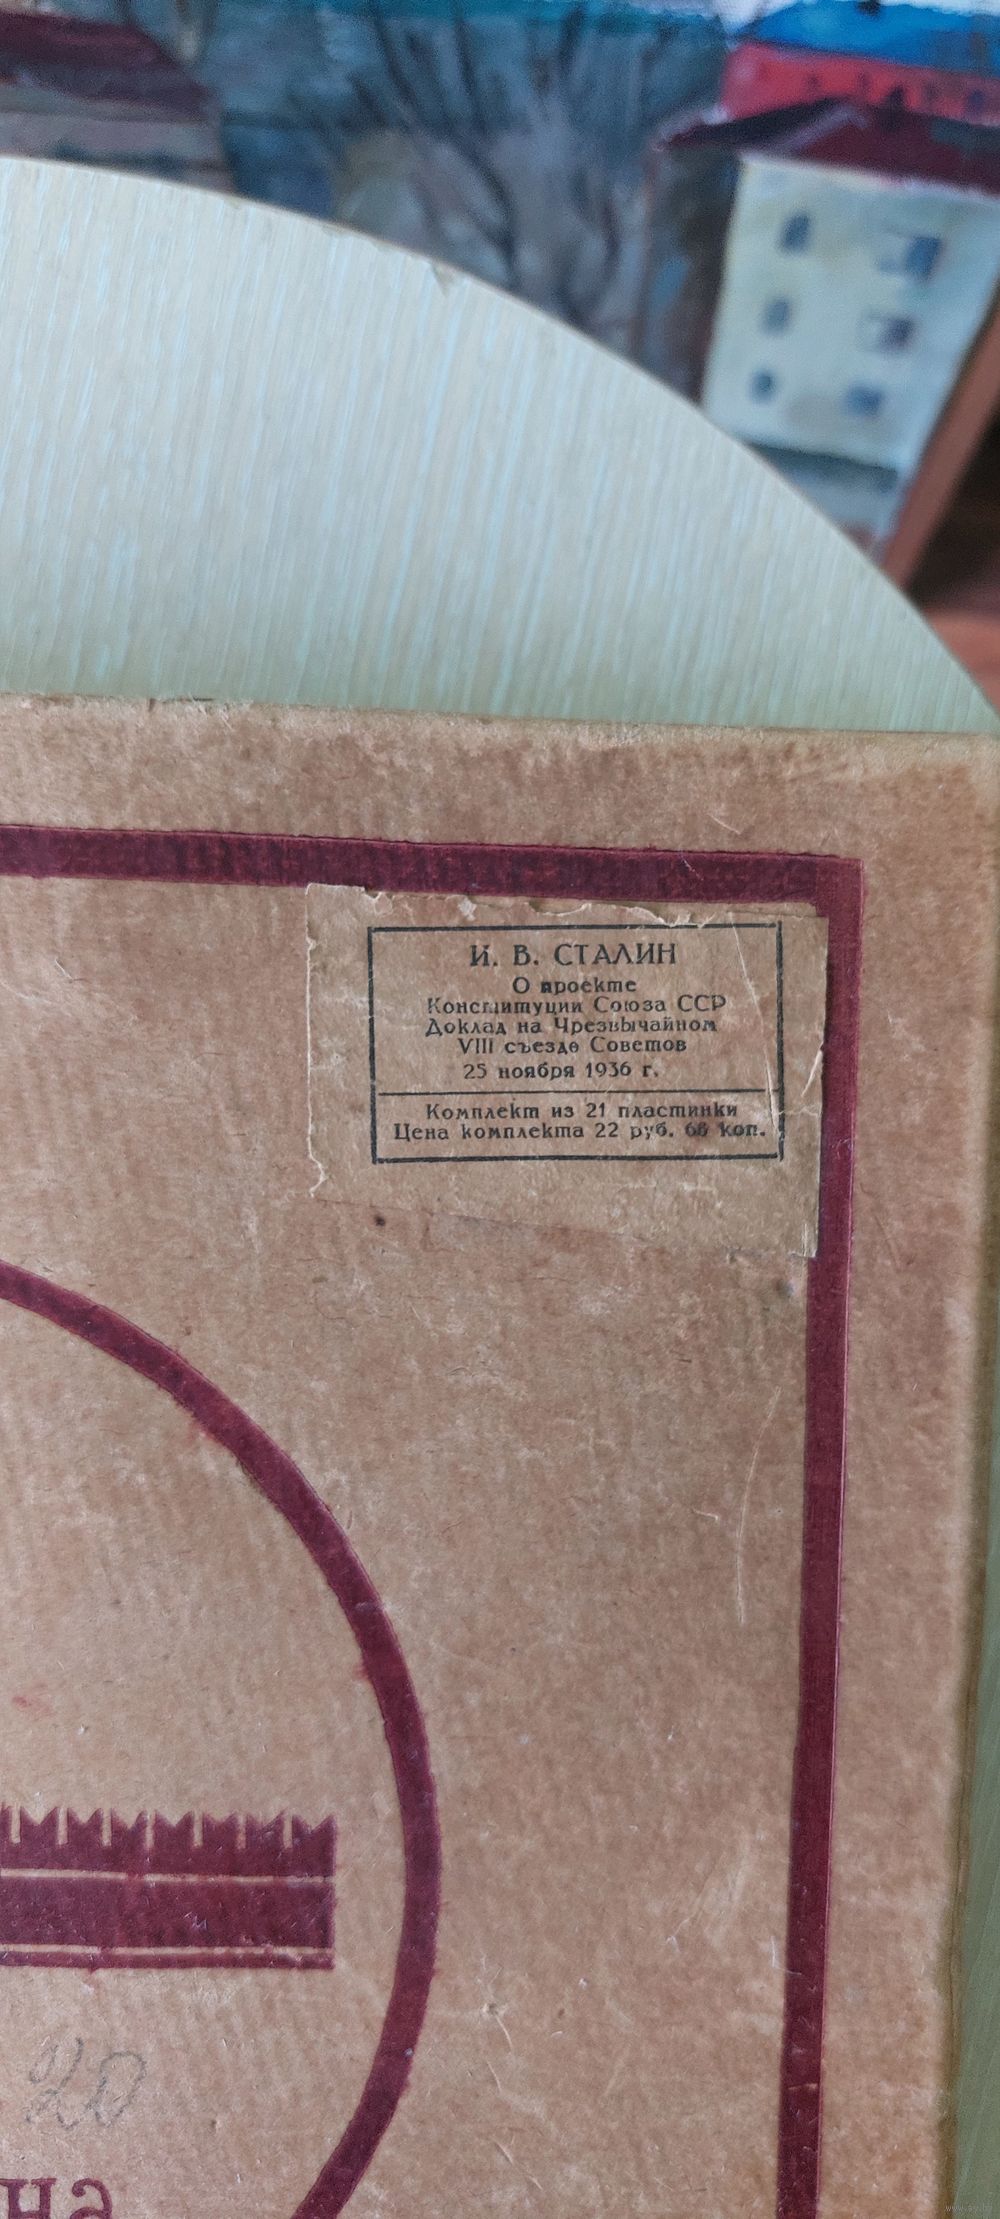 И. В. СТАЛИН
О проекте
Конституции Союза ССР
Доклад на Чрезвычайном
VIII съезде Советов
25 ноября 1936 г.
Комплект из 21 пластинки
Цена комплекта 22 руб. коп.
20
на